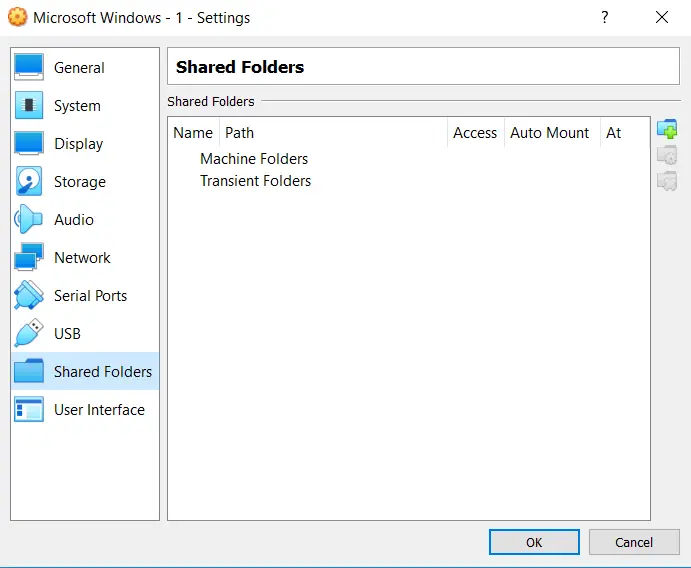 Microsoft Windows - 1 - Settings
?
General
System
Display
Storage
Audio
Network
Serial Ports
USB
Shared Folders
User Interface
Shared Folders
Shared Folders
Name Path Access Auto Mount At
Machine Folders
Transient Folders
OK Cancel